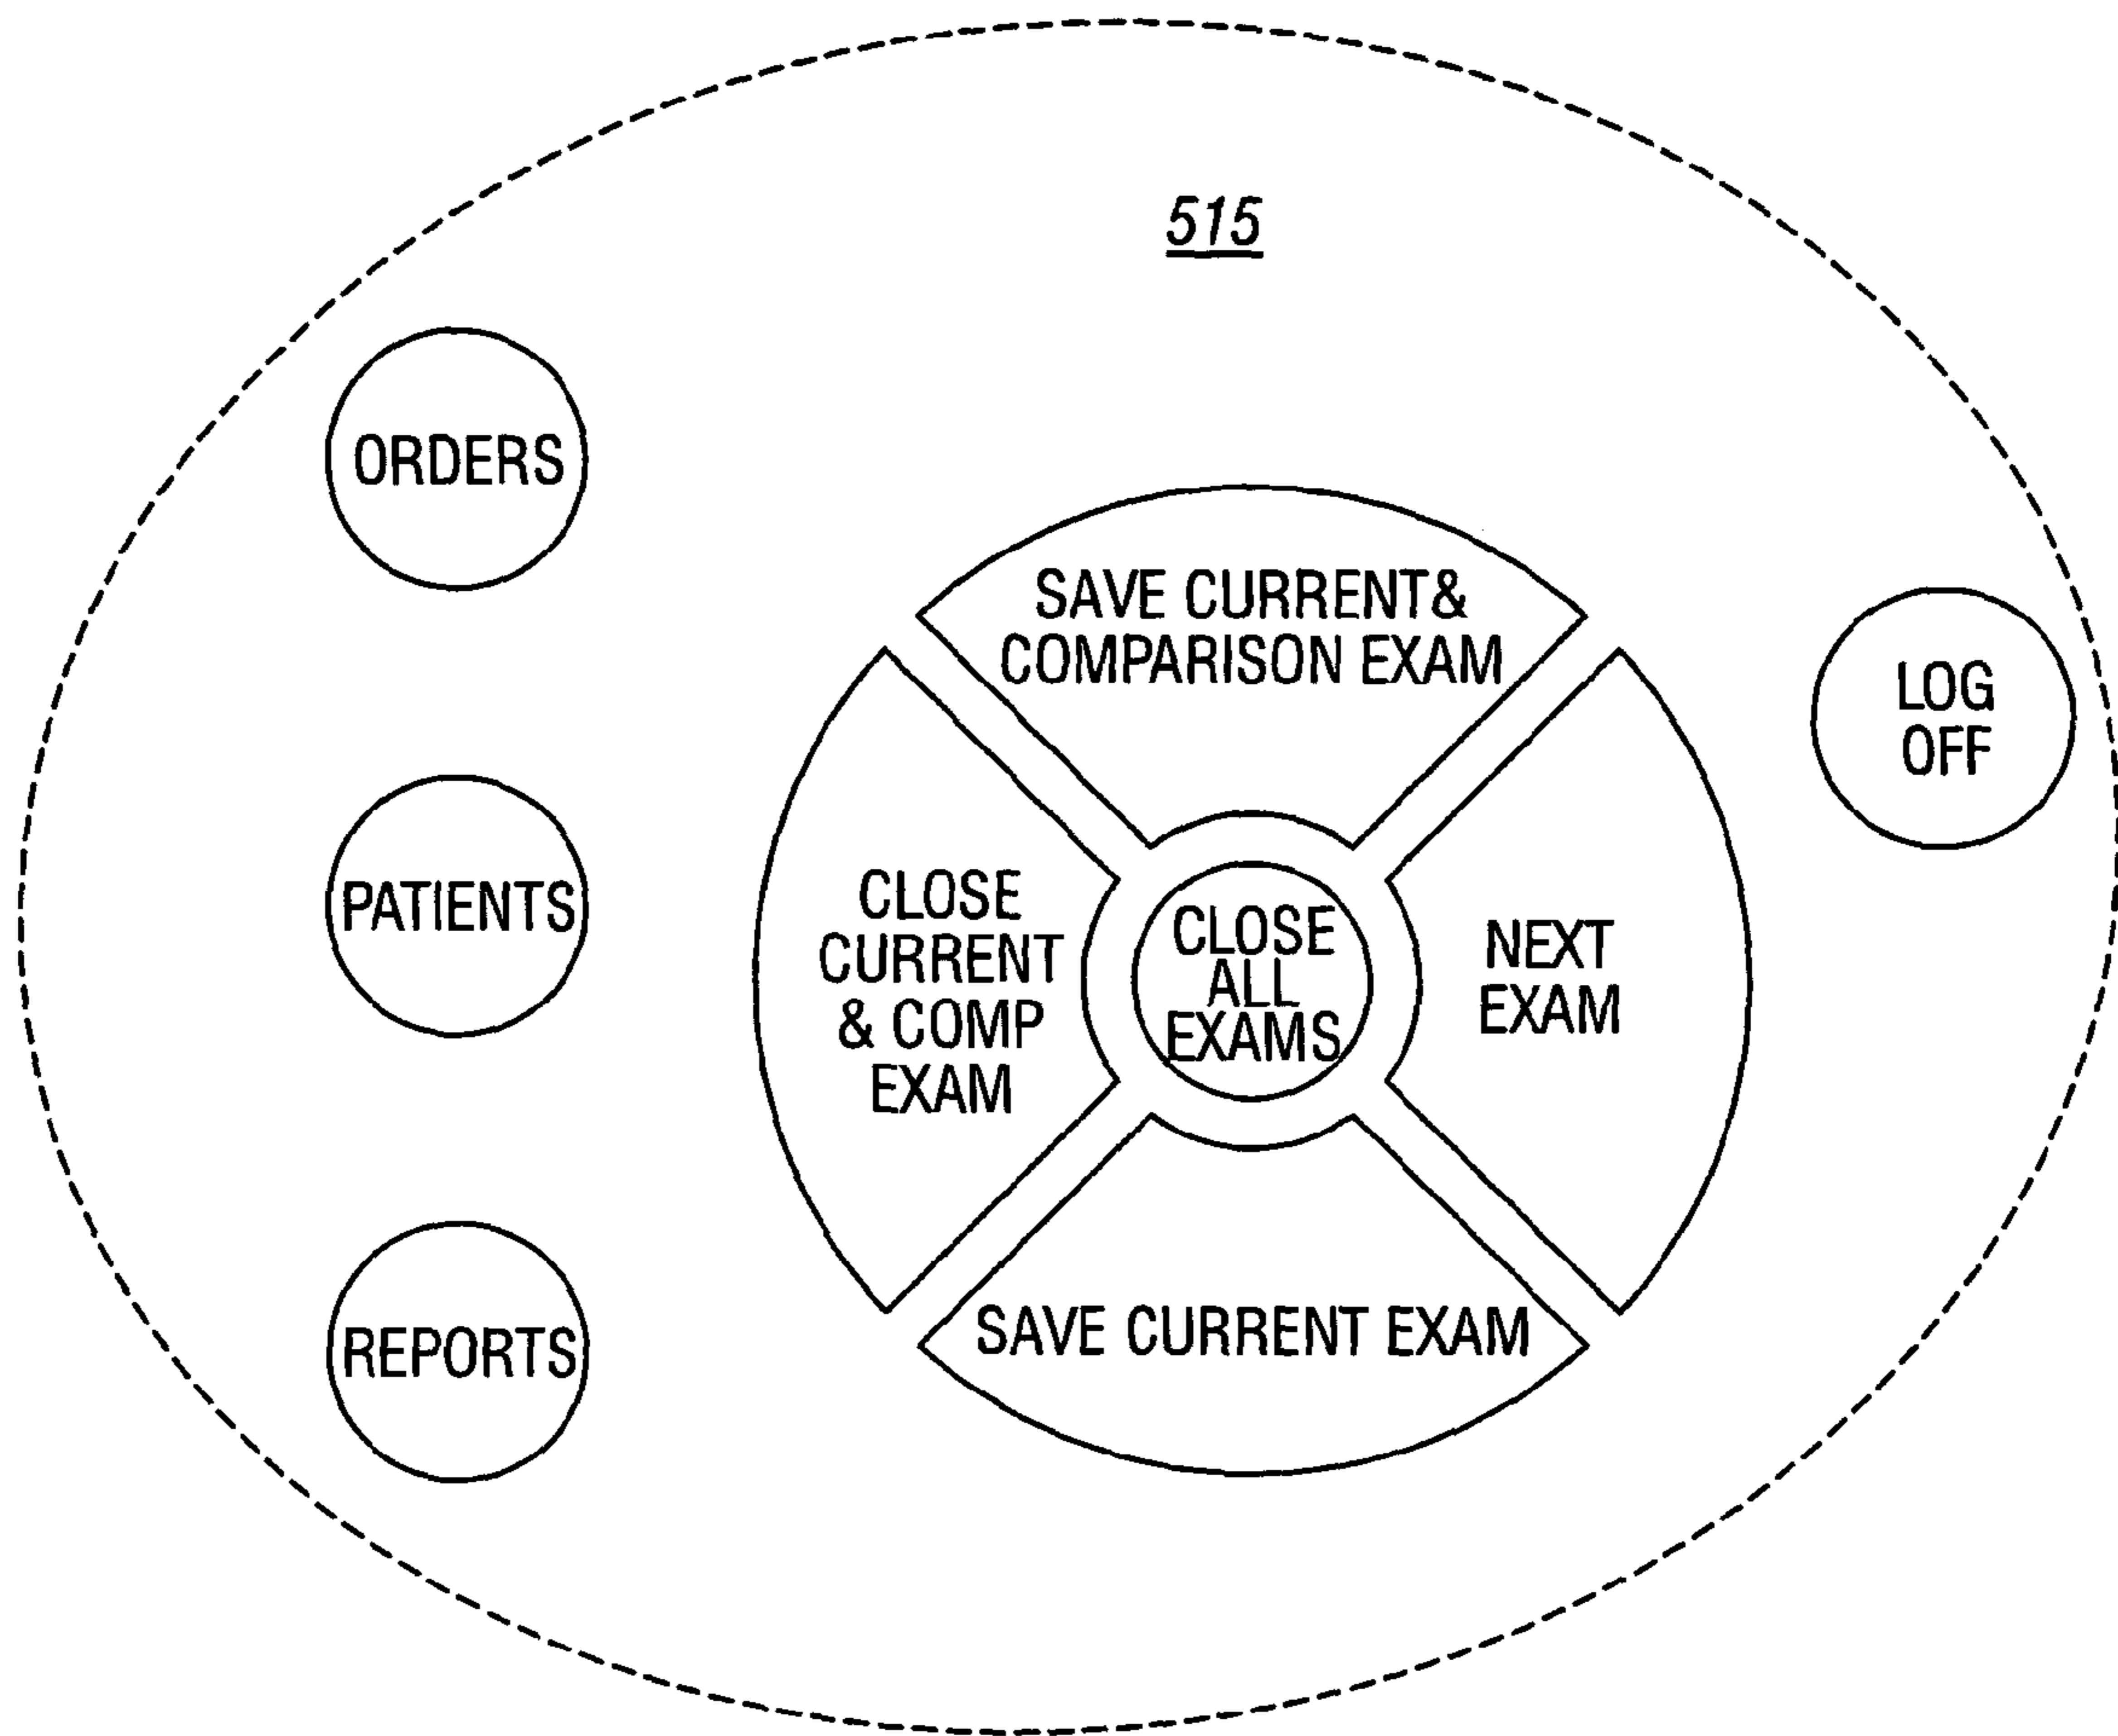 515
ORDERS
SAVE CURRENT&
COMPARISON EXAM
LOG
OFF
PATIENTS
CLOSE
CURRENT
& COMP
EXAM
CLOSE
ALL
EXAMS
NEXT
EXAM
REPORTS
SAVE CURRENT EXAM